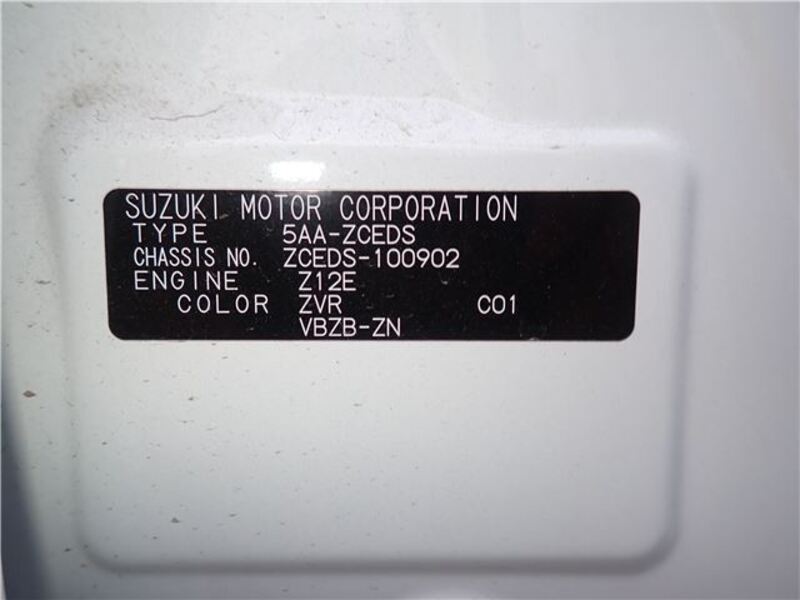 SUZUKI MOTOR CORPORATION
TYPE 5AA-ZCEDS
CHASSIS NO. ZCEDS-100902
ENGINE Z12E
COLOR ZVR C01
VBZB-ZN